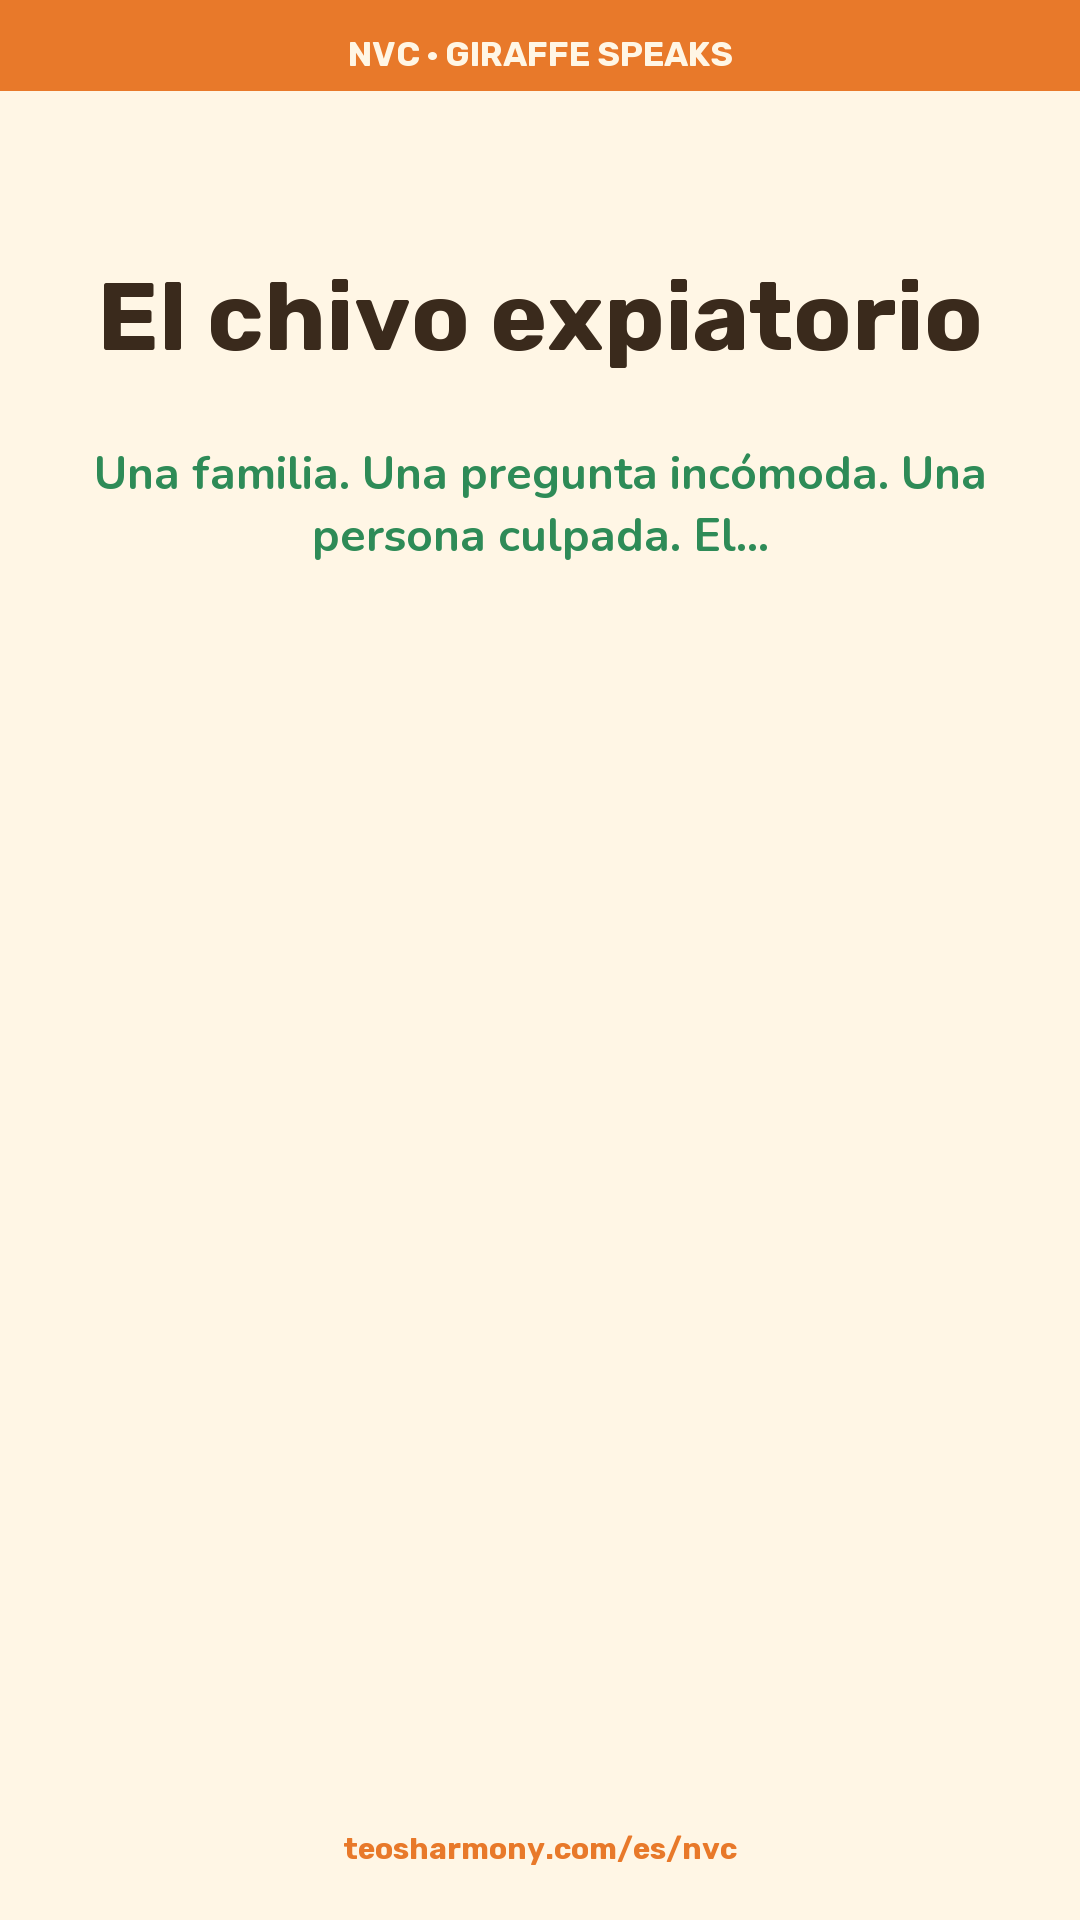 NVC • GIRAFFE SPEAKS
El chivo expiatorio
Una familia. Una pregunta incómoda. Una
persona culpada. El...
teosharmony.com/es/nvc